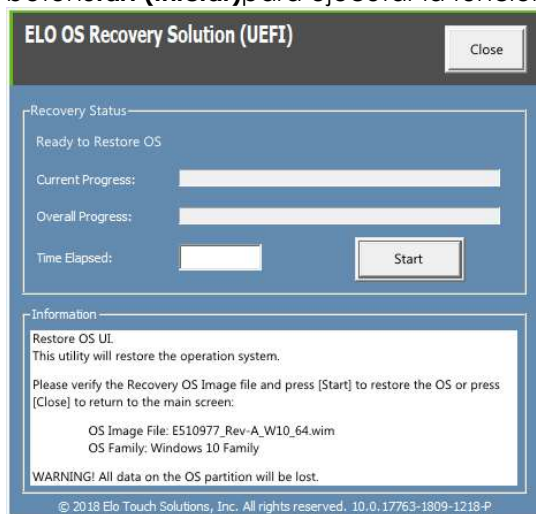 ELO OS Recovery Solution (UEFI)
Close
Recovery Status
Ready to Restore OS
Current Progress:
Overall Progress:
Time Elapsed:
Start
Information
Restore OS UI.
This utility will restore the operation system.
Please verify the Recovery OS Image file and press [Start] to restore the OS or press
[Close] to return to the main screen:
OS Image File: E510977_Rev-A_W10_64.wim
OS Family: Windows 10 Family
WARNING! All data on the OS partition will be lost.
© 2018 Elo Touch Solutions, Inc. All rights reserved. 10.0.17763-1809-1218-P